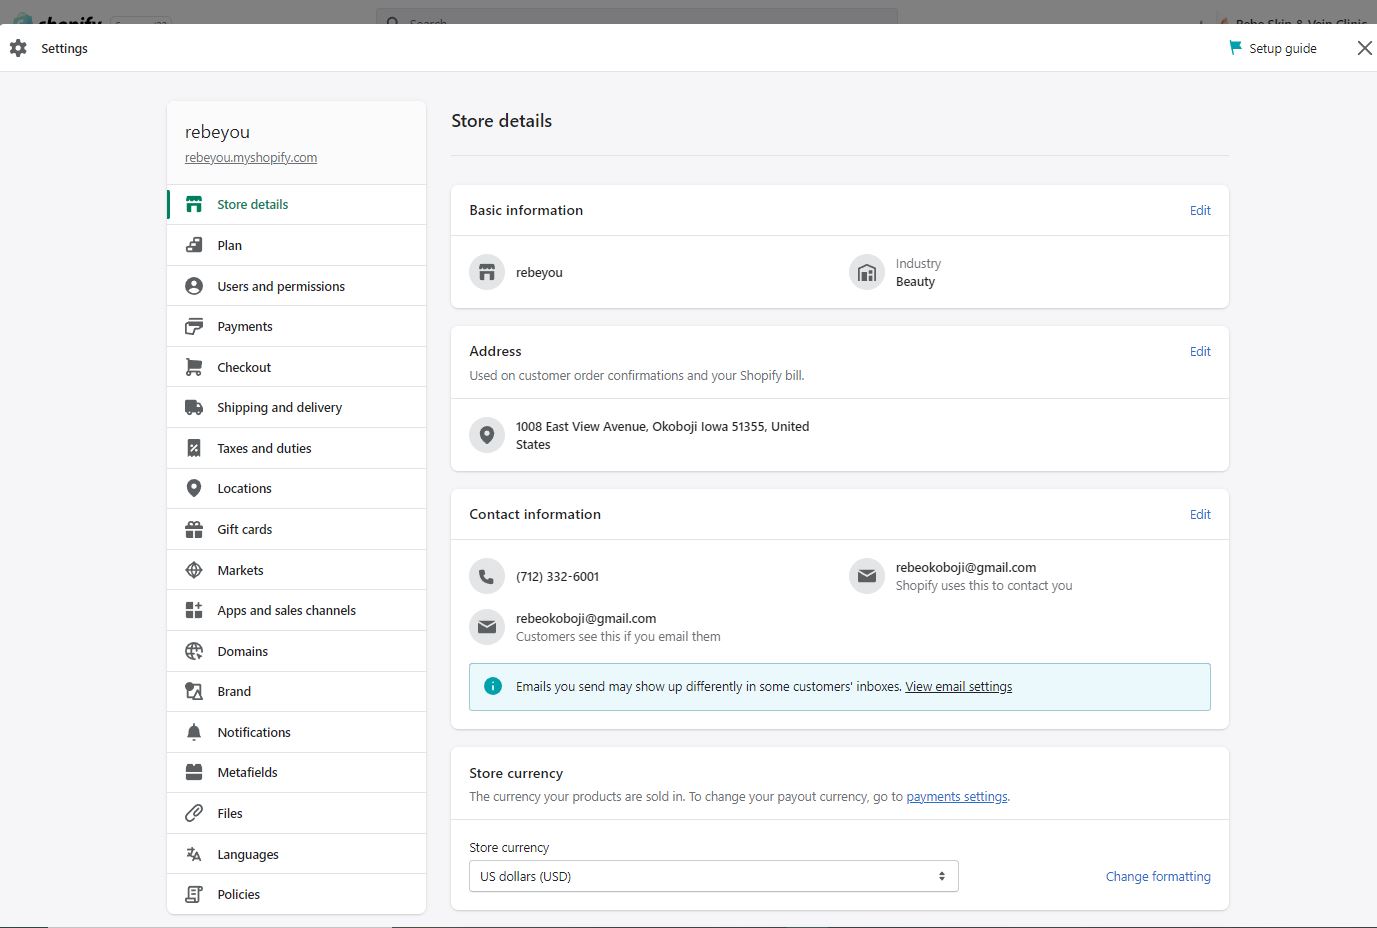 shopify
Search
Rebe Skin & Vein Clinic
Settings
Setup guide
rebeyou
rebeyou.myshopify.com
Store details
Plan
Users and permissions
Payments
Checkout
Shipping and delivery
Taxes and duties
Locations
Gift cards
Markets
Apps and sales channels
Domains
Brand
Notifications
Metafields
Files
Languages
Policies
Store details
Basic information
Edit
rebeyou
Industry
Beauty
Address
Edit
Used on customer order confirmations and your Shopify bill.
1008 East View Avenue, Okoboji Iowa 51355, United
States
Contact information
Edit
(712) 332-6001
rebeokoboji@gmail.com
Shopify uses this to contact you
rebeokoboji@gmail.com
Customers see this if you email them
Emails you send may show up differently in some customers' inboxes. View email settings
Store currency
The currency your products are sold in. To change your payout currency, go to payments settings.
Store currency
US dollars (USD)
Change formatting